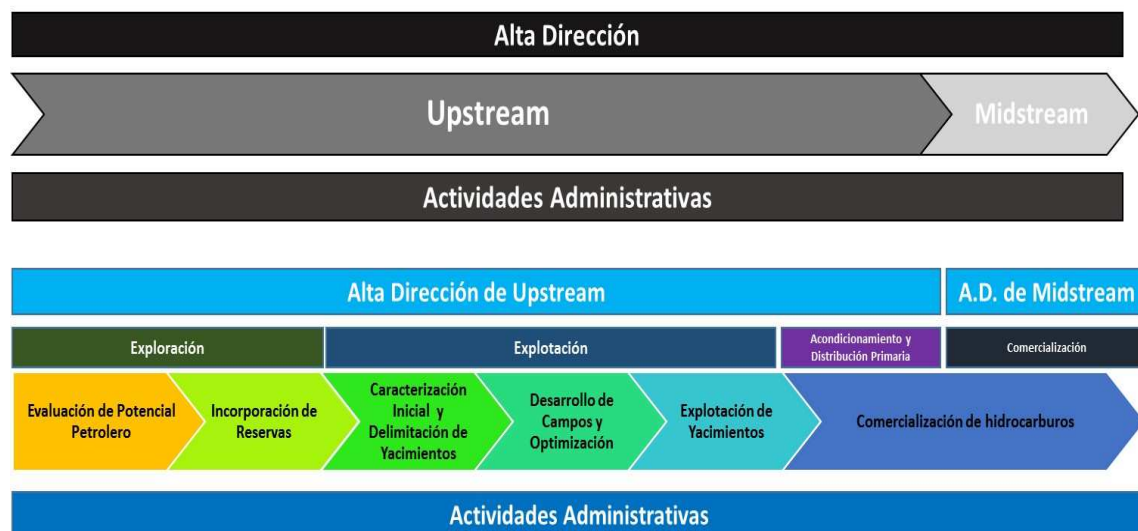 Alta Dirección
Upstream
Midstream
Actividades Administrativas
Alta Dirección de Upstream
A.D. de Midstream
Exploración
Explotación
Acondicionamiento y
Distribución Primaria
Comercialización
Evaluación de Potencial
Petrolero
Incorporación de
Reservas
Caracterización
Inicial y
Delimitación de
Yacimientos
Desarrollo de
Campos y
Optimización
Explotación de
Yacimientos
Comercialización de hidrocarburos
Actividades Administrativas